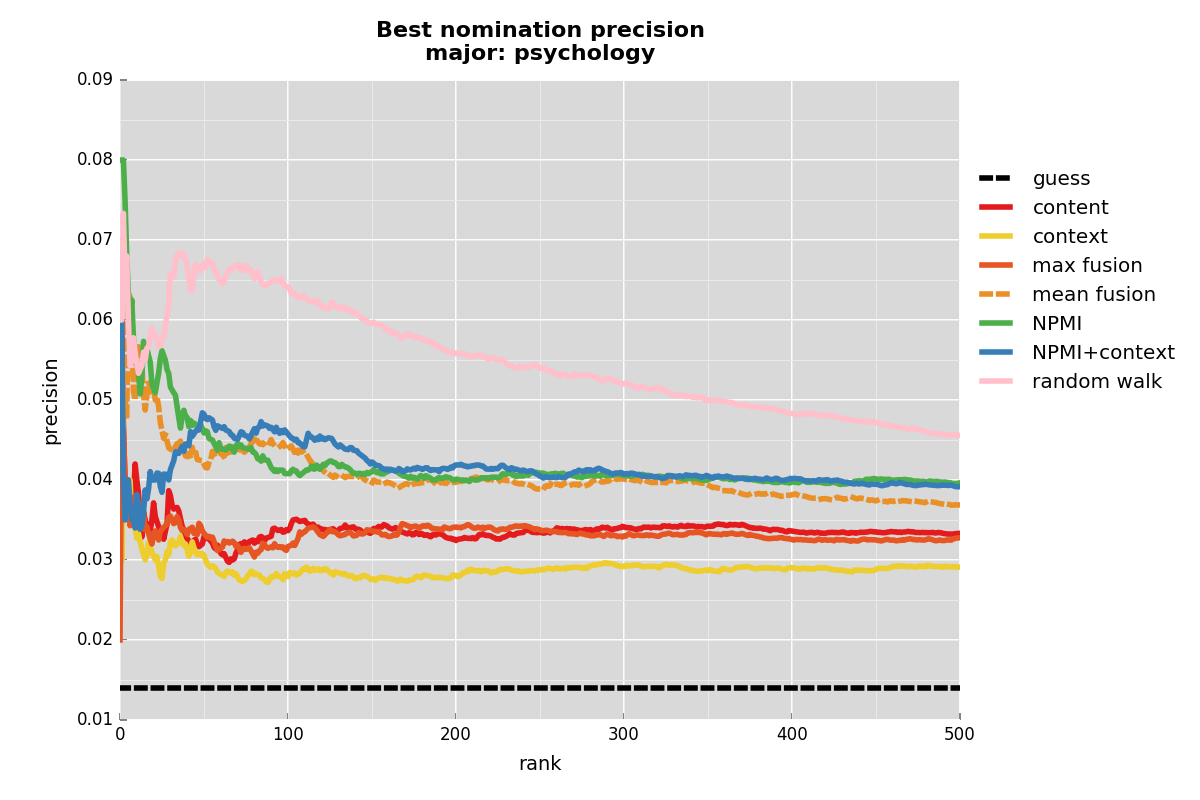 Best nomination precision
major: psychology
precision
0.09
0.08
0.07
0.06
0.05
0.04
0.03
0.02
0.01
0
100
200
300
400
500
rank
guess
content
context
max fusion
mean fusion
NPMI
NPMI+context
random walk